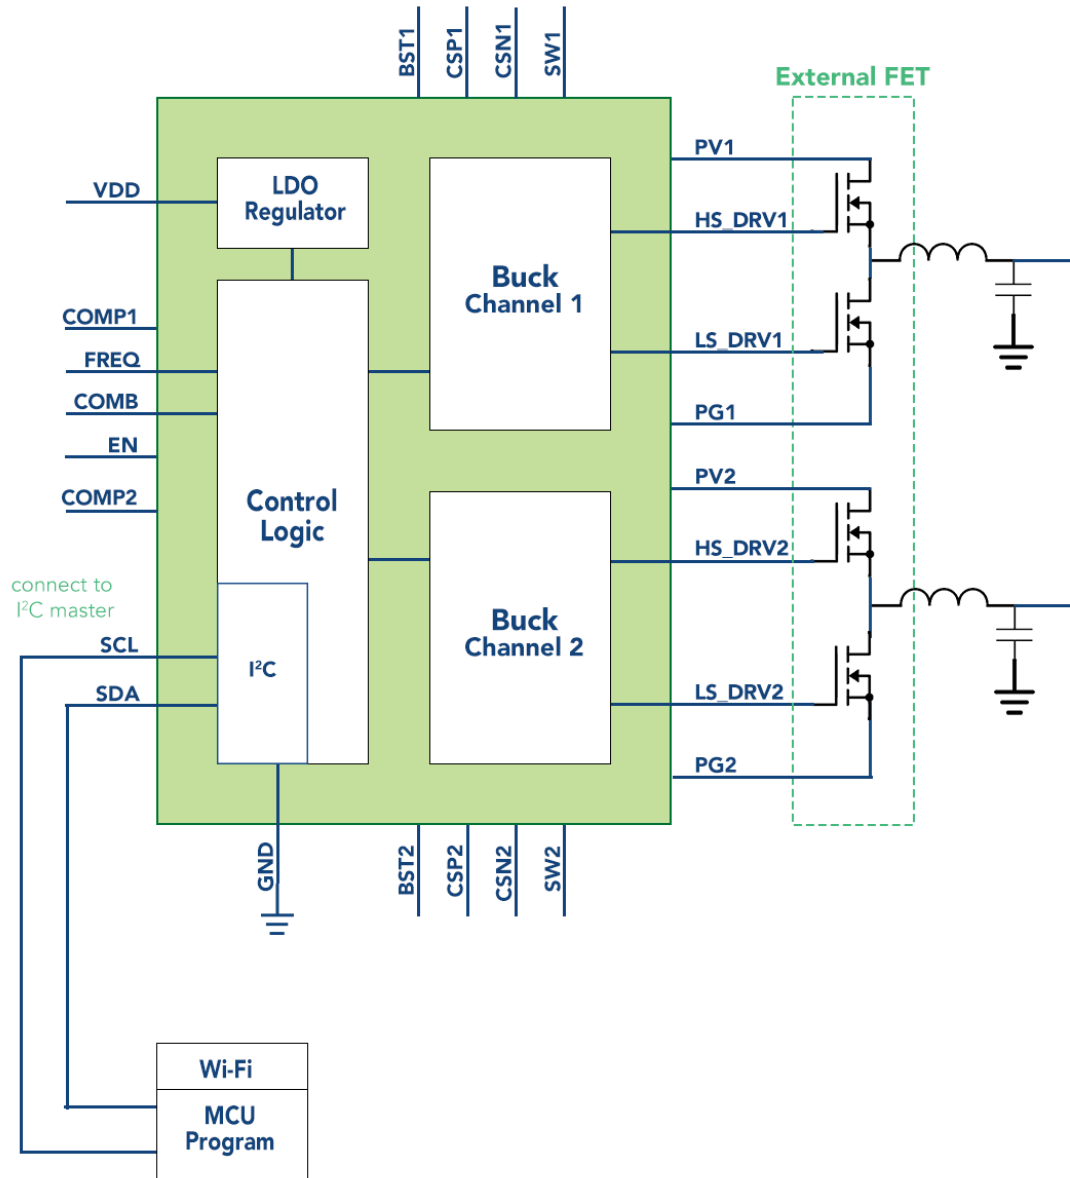 BST1
CSP1
CSN1
SW1
External FET
PV1
VDD
LDO
Regulator
HS_DRV1
Buck
Channel 1
COMP1
LS_DRV1
FREQ
COMB
PG1
EN
PV2
COMP2
Control
Logic
HS_DRV2
connect to
I²C master
Buck
Channel 2
SCL
I²C
SDA
LS_DRV2
PG2
GND
BST2
CSP2
CSN2
SW2
Wi-Fi
MCU
Program